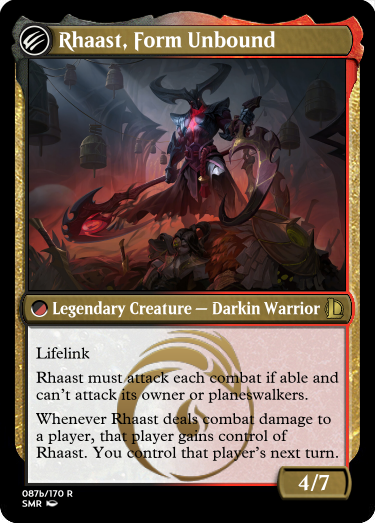 Rhaast, Form Unbound
Legendary Creature — Darkin Warrior
Lifelink
Rhaast must attack each combat if able and
can't attack its owner or planeswalkers.
Whenever Rhaast deals combat damage to
a player, that player gains control of
Rhaast. You control that player's next turn.
4/7
087b/170 R
SMR